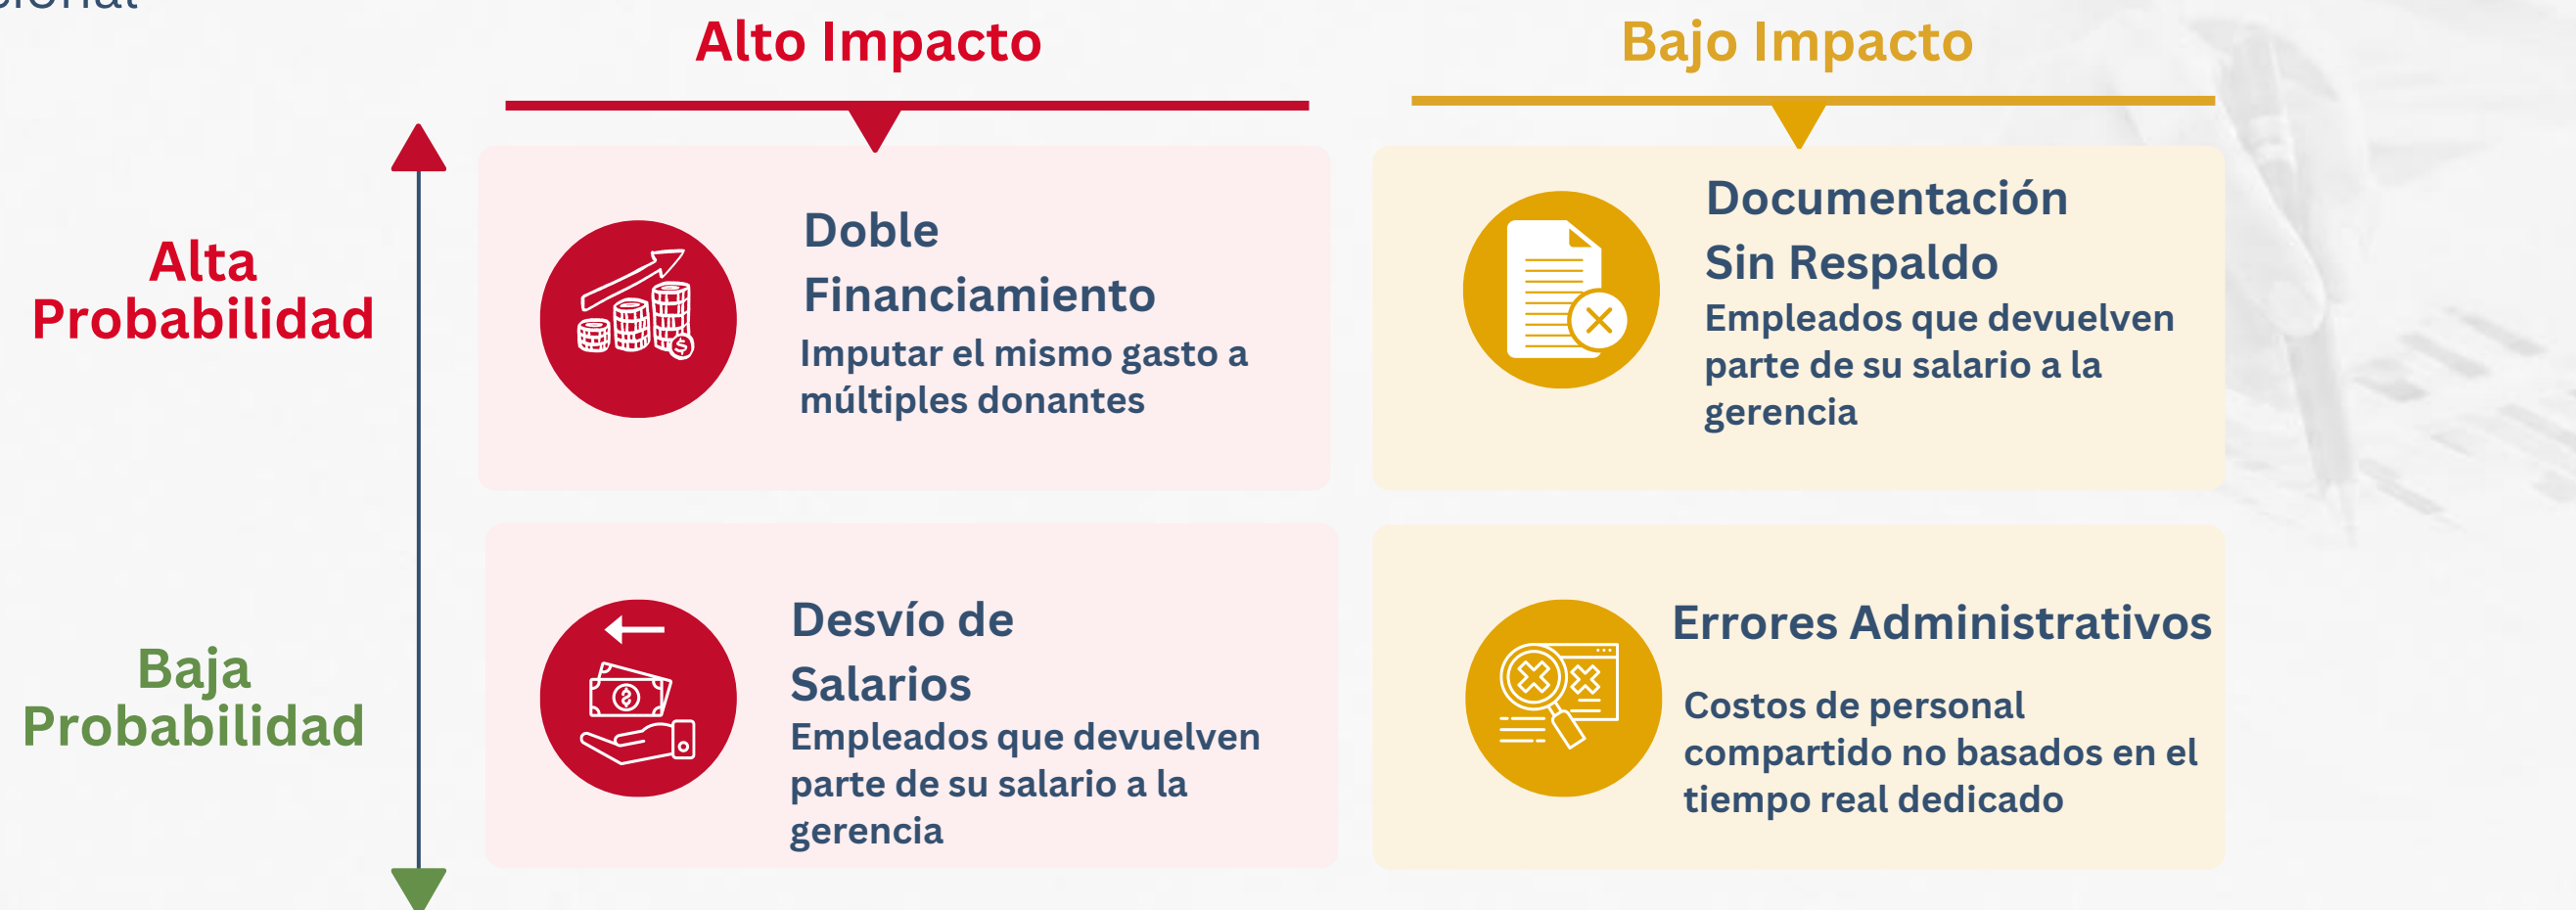 Alto Impacto
Bajo Impacto
Alta
Probabilidad
Doble
Financiamiento
Imputar el mismo gasto a
múltiples donantes
Documentación
Sin Respaldo
Empleados que devuelven
parte de su salario a la
gerencia
Baja
Probabilidad
Desvío de
Salarios
Empleados que devuelven
parte de su salario a la
gerencia
Errores Administrativos
Costos de personal
compartido no basados en el
tiempo real dedicado